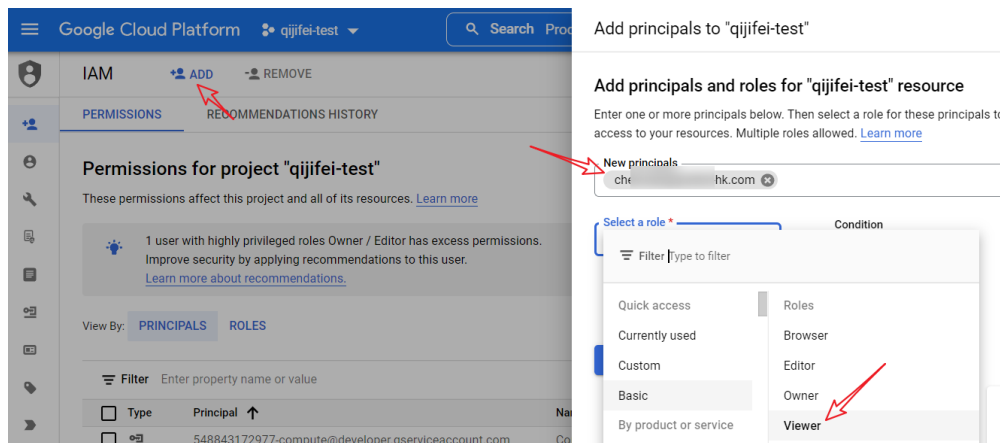 Google Cloud Platform
qijifei-test
Search Proc
IAM
ADD
REMOVE
PERMISSIONS
RECOMMENDATIONS HISTORY
Permissions for project "qijifei-test"
These permissions affect this project and all of its resources. Learn more
1 user with highly privileged roles Owner / Editor has excess permissions.
Improve security by applying recommendations to this user.
Learn more about recommendations.
View By:
PRINCIPALS
ROLES
Filter
Enter property name or value
Type
Principal
Na
548843172977-compute@developer.gserviceaccount.com
Co
Add principals to "qijifei-test"
Add principals and roles for "qijifei-test" resource
Enter one or more principals below. Then select a role for these principals to
access to your resources. Multiple roles allowed. Learn more
New principals
che hk.com
Select a role *
Condition
Filter Type to filter
Quick access
Currently used
Custom
Basic
By product or service
Roles
Browser
Editor
Owner
Viewer